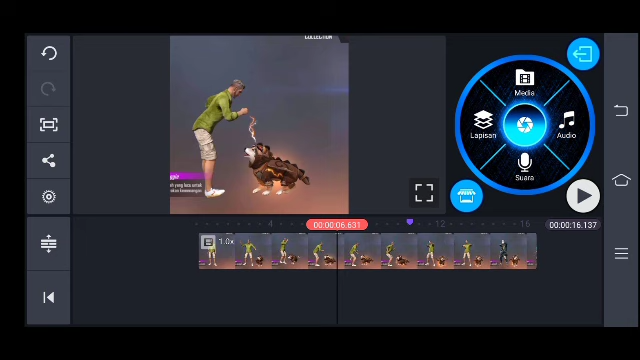 COLLECTION
Media
Lapisan
Audio
Suara
4
00:00:06.631
12
16
00:00:16.137
1.0x